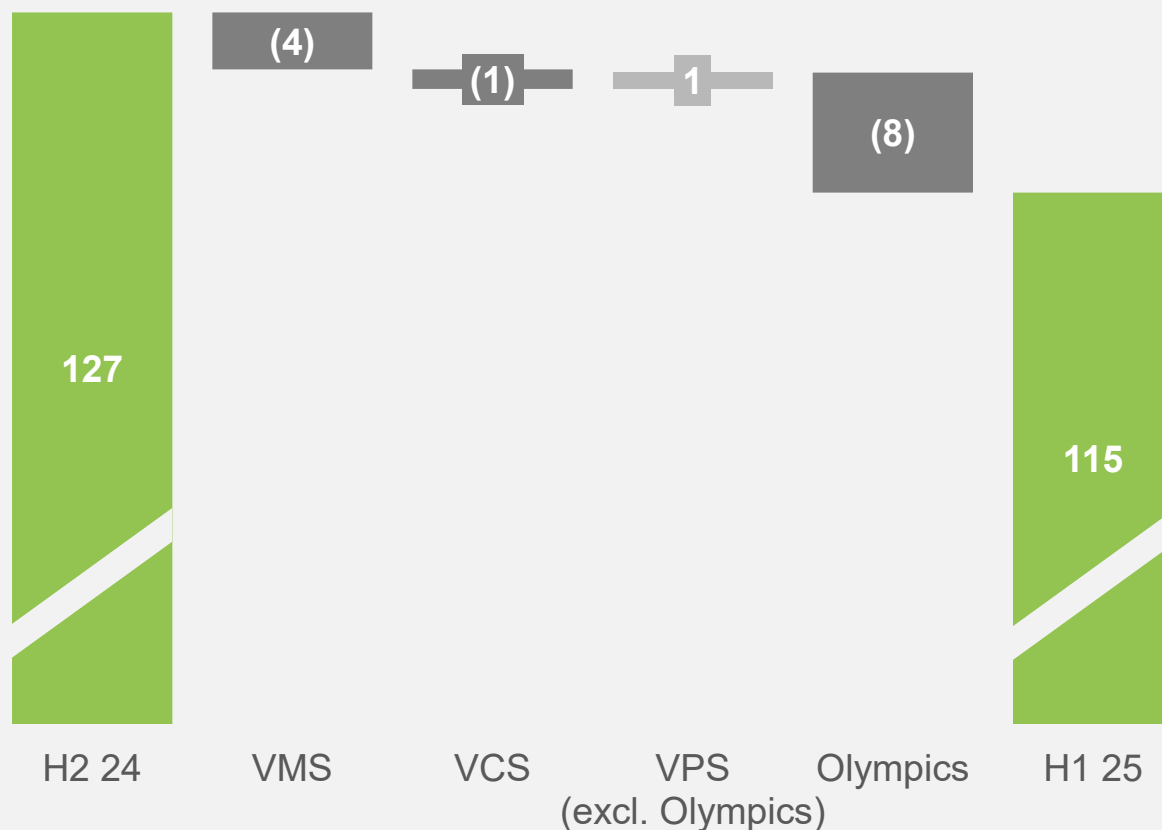 (4)
(1)
1
(8)
127
115
H2 24
VMS
VCS
VPS
(excl. Olympics)
Olympics
H1 25